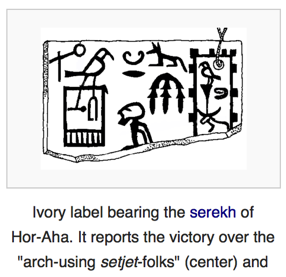 Ivory label bearing the serekh of
Hor-Aha. It reports the victory over the
"arch-using setjet-folks" (center) and